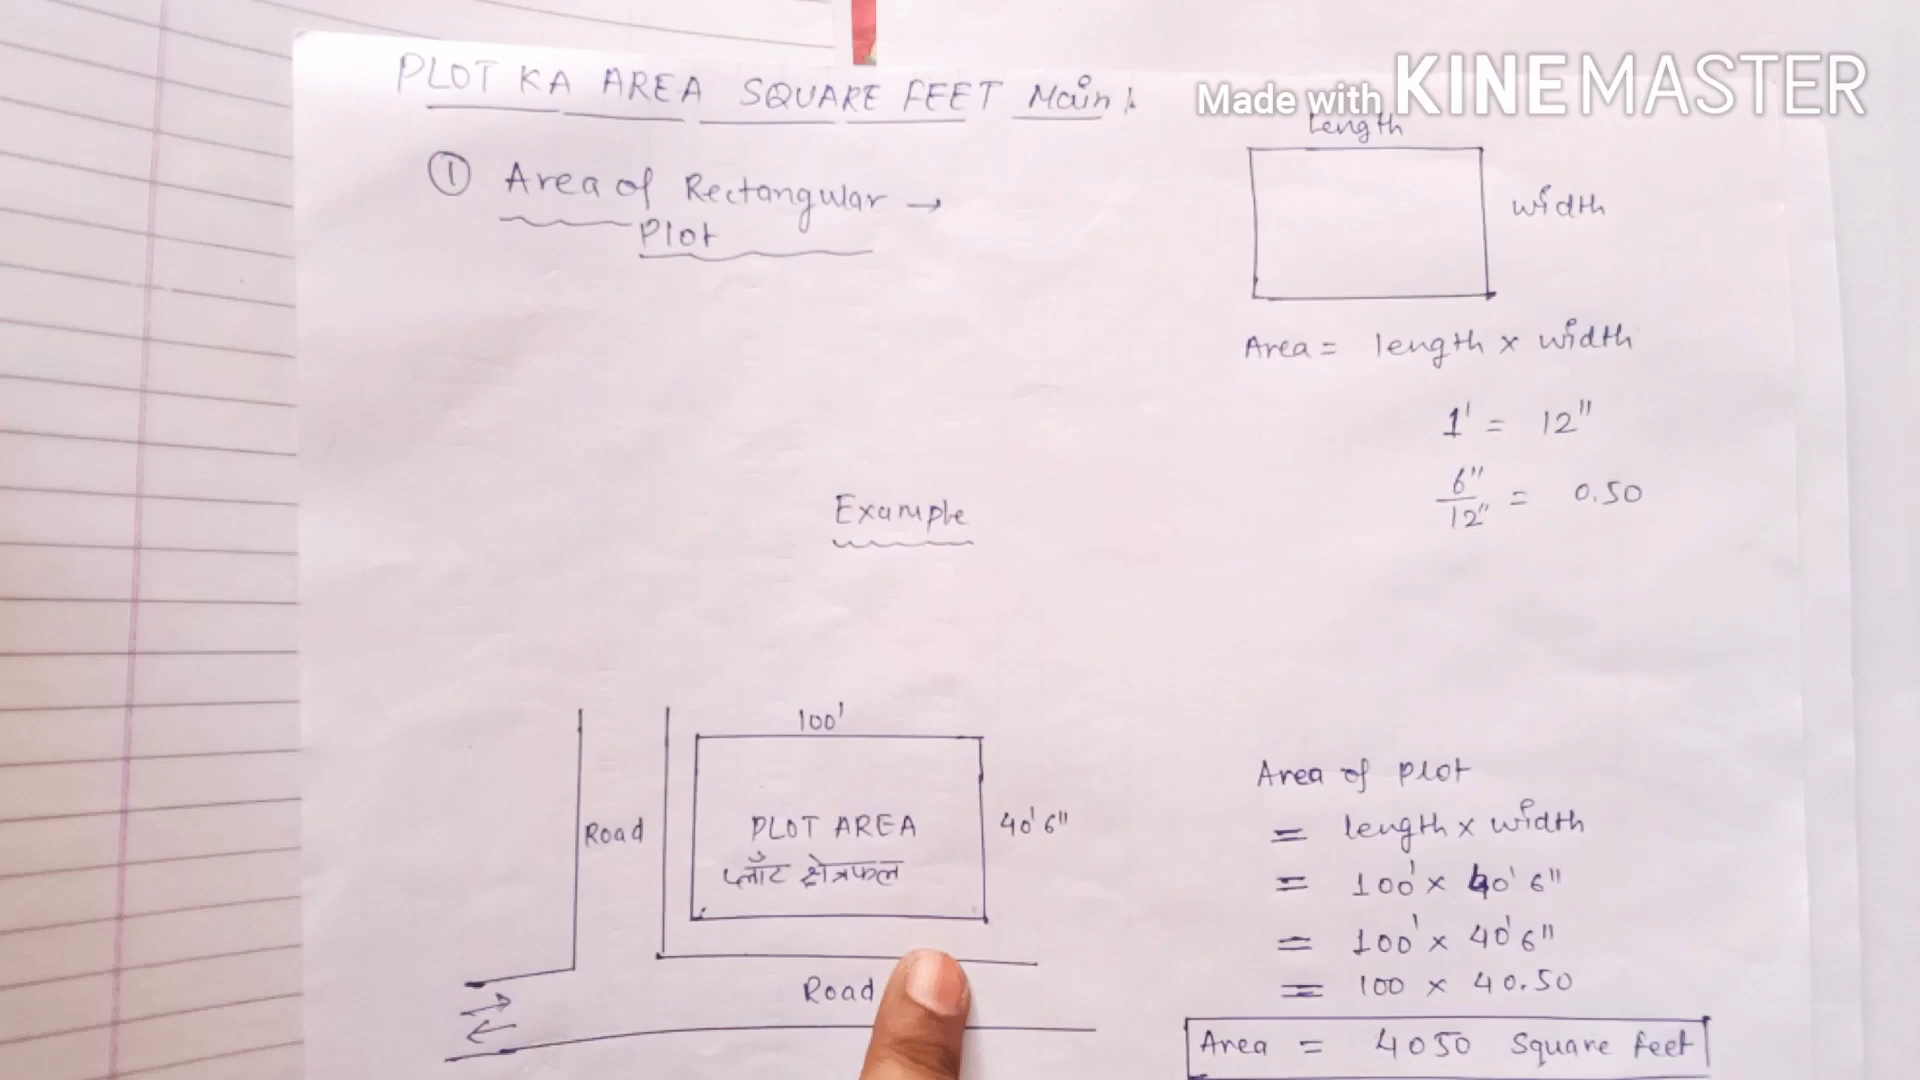 PLOT KA AREA SQUARE FEET Main:
Made with KINEMASTER
① Area of Rectangular →
Plot
Length
width
Area = length x width
1' = 12"
6"/12" = 0.50
Example
100'
Road
PLOT AREA
प्लॉट क्षेत्रफल
40' 6"
Road
Area of plot
= length x width
= 100' x 40' 6"
= 100' x 40' 6"
= 100 x 40.50
Area = 4050 Square feet